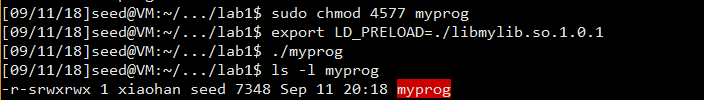 [09/11/18]seed@VM:~/.../lab1$ sudo chmod 4577 myprog
[09/11/18]seed@VM:~/.../lab1$ export LD_PRELOAD=./libmylib.so.1.0.1
[09/11/18]seed@VM:~/.../lab1$ ./myprog
[09/11/18]seed@VM:~/.../lab1$ ls -l myprog
-r-srwxrwx 1 xiaohan seed 7348 Sep 11 20:18 myprog